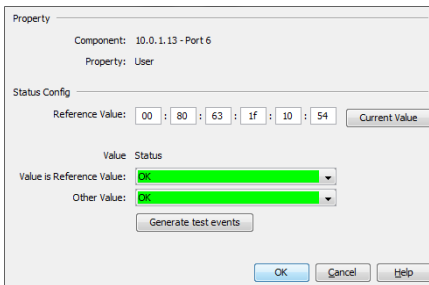 Property
Component: 10.0.1.13 - Port 6
Property: User
Status Config
Reference Value: 00 : 80 : 63 : 1f : 10 : 54 Current Value
Value Status
Value is Reference Value: OK
Other Value: OK
Generate test events
OK Cancel Help